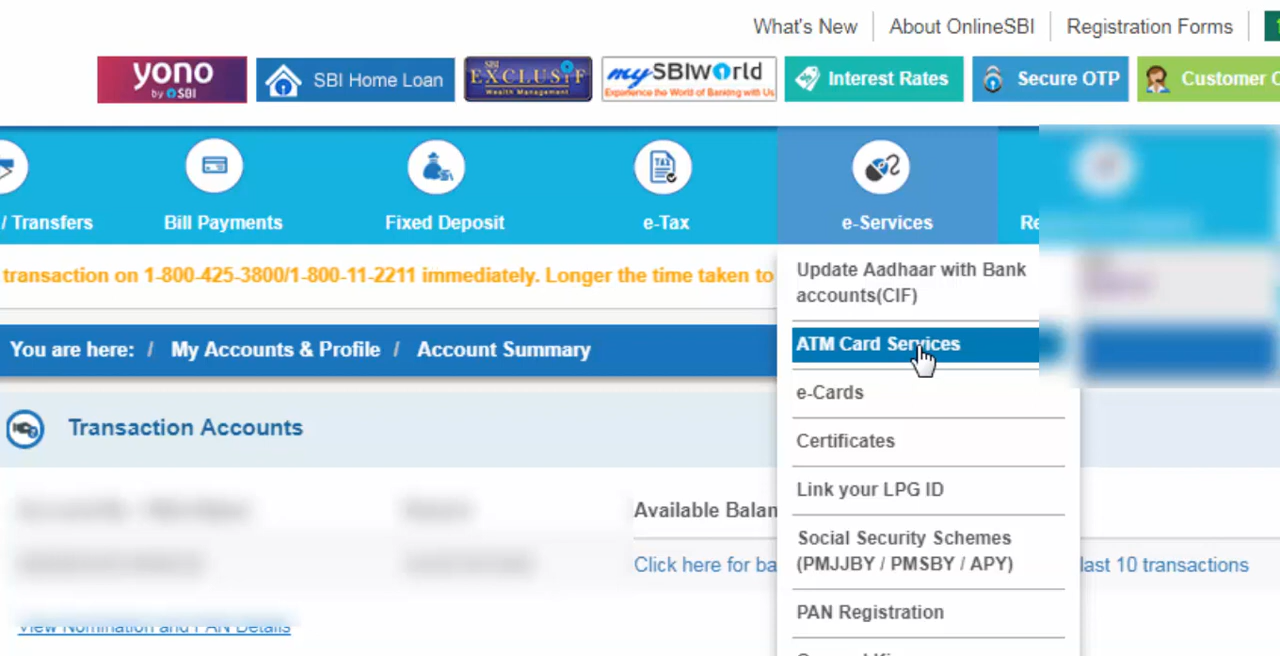 What's New
About OnlineSBI
Registration Forms
yono
by SBI
SBI Home Loan
SBI
EXCLUSIF
Wealth Management
mySBIWorld
Experience the World of Banking with Us
Interest Rates
Secure OTP
Customer
/ Transfers
Bill Payments
Fixed Deposit
e-Tax
TAX
e-Services
Re
transaction on 1-800-425-3800/1-800-11-2211 immediately. Longer the time taken to
You are here: / My Accounts & Profile / Account Summary
Transaction Accounts
Available Balan
Click here for ba
last 10 transactions
View Nomination and PAN Details
Update Aadhaar with Bank
accounts(CIF)
ATM Card Services
e-Cards
Certificates
Link your LPG ID
Social Security Schemes
(PMJJBY / PMSBY / APY)
PAN Registration